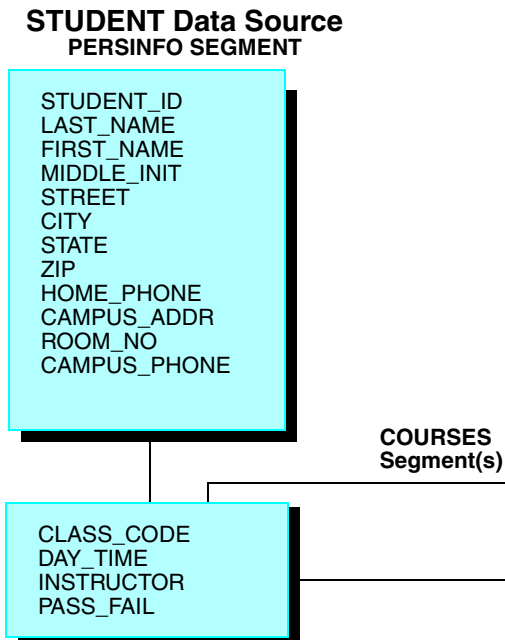 STUDENT Data Source
PERSINFO SEGMENT
STUDENT_ID
LAST_NAME
FIRST_NAME
MIDDLE_INIT
STREET
CITY
STATE
ZIP
HOME_PHONE
CAMPUS_ADDR
ROOM_NO
CAMPUS_PHONE
COURSES
Segment(s)
CLASS_CODE
DAY_TIME
INSTRUCTOR
PASS_FAIL